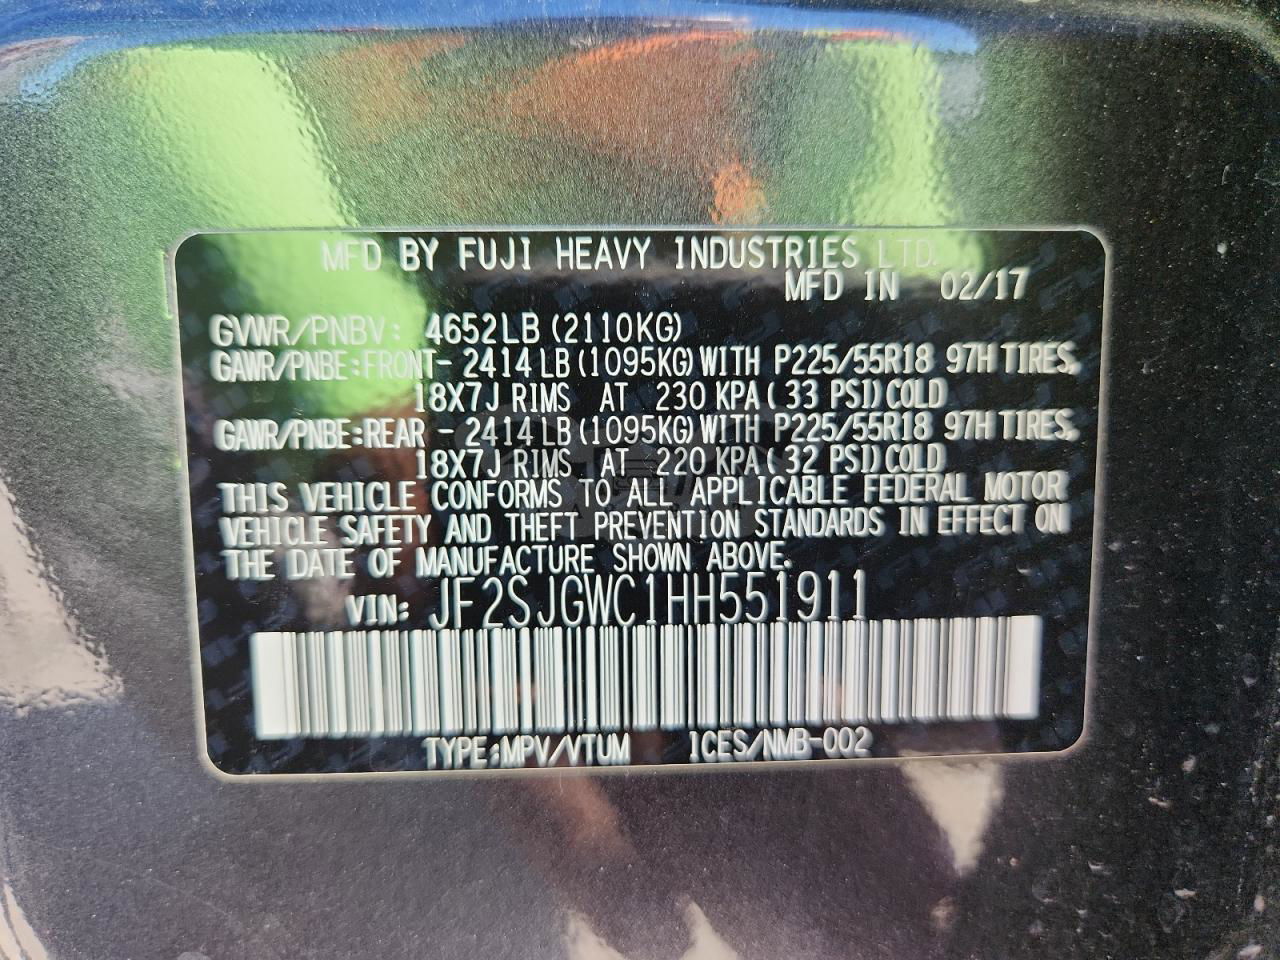 MFD BY FUJI HEAVY INDUSTRIES LTD.
MFD IN 02/17
GVWR/PNBV: 4652LB (2110KG)
GAWR/PNBE:FRONT- 2414 LB (1095KG) WITH P225/55R18 97H TIRES,
18X7J RIMS AT 230 KPA ( 33 PSI) COLD
GAWR/PNBE:REAR - 2414 LB (1095KG) WITH P225/55R18 97H TIRES,
18X7J RIMS AT 220 KPA ( 32 PSI) COLD
THIS VEHICLE CONFORMS TO ALL APPLICABLE FEDERAL MOTOR
VEHICLE SAFETY AND THEFT PREVENTION STANDARDS IN EFFECT ON
THE DATE OF MANUFACTURE SHOWN ABOVE.
VIN: JF2SJGWC1HH551911
TYPE:MPV/VTUM ICES/NMB-002